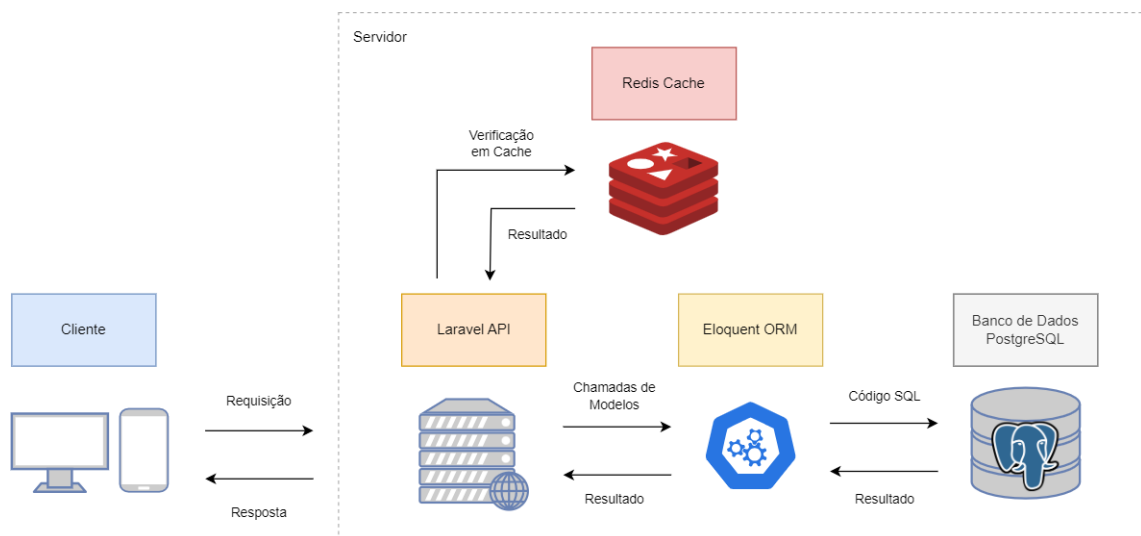 Servidor
Redis Cache
Verificação
em Cache
Resultado
Cliente
Laravel API
Eloquent ORM
Banco de Dados
PostgreSQL
Requisição
Chamadas de
Modelos
Código SQL
Resposta
Resultado
Resultado